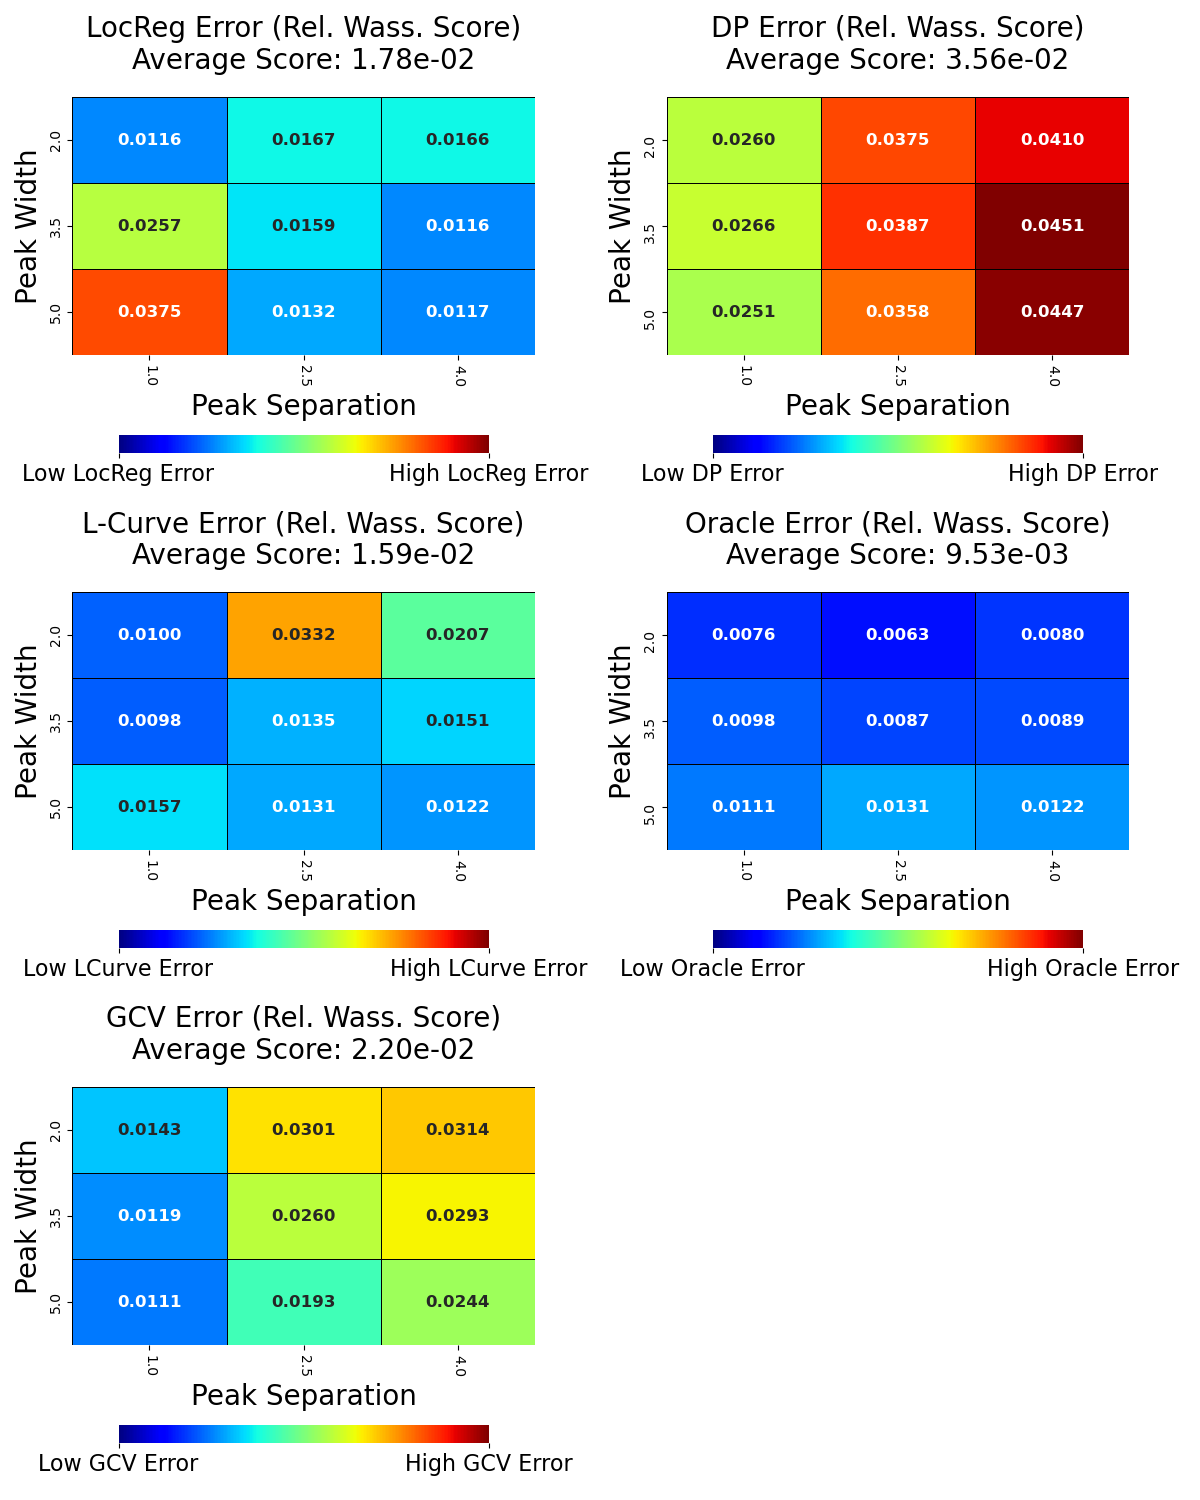 LocReg Error (Rel. Wass. Score)
Average Score: 1.78e-02
Peak Width
2.0
0.0116 0.0167 0.0166
3.5
0.0257 0.0159 0.0116
5.0
0.0375 0.0132 0.0117
1.0 2.5 4.0
Peak Separation
Low LocReg Error High LocReg Error
DP Error (Rel. Wass. Score)
Average Score: 3.56e-02
Peak Width
2.0
0.0260 0.0375 0.0410
3.5
0.0266 0.0387 0.0451
5.0
0.0251 0.0358 0.0447
1.0 2.5 4.0
Peak Separation
Low DP Error High DP Error
L-Curve Error (Rel. Wass. Score)
Average Score: 1.59e-02
Peak Width
2.0
0.0100 0.0332 0.0207
3.5
0.0098 0.0135 0.0151
5.0
0.0157 0.0131 0.0122
1.0 2.5 4.0
Peak Separation
Low LCurve Error High LCurve Error
Oracle Error (Rel. Wass. Score)
Average Score: 9.53e-03
Peak Width
2.0
0.0076 0.0063 0.0080
3.5
0.0098 0.0087 0.0089
5.0
0.0111 0.0131 0.0122
1.0 2.5 4.0
Peak Separation
Low Oracle Error High Oracle Error
GCV Error (Rel. Wass. Score)
Average Score: 2.20e-02
Peak Width
2.0
0.0143 0.0301 0.0314
3.5
0.0119 0.0260 0.0293
5.0
0.0111 0.0193 0.0244
1.0 2.5 4.0
Peak Separation
Low GCV Error High GCV Error